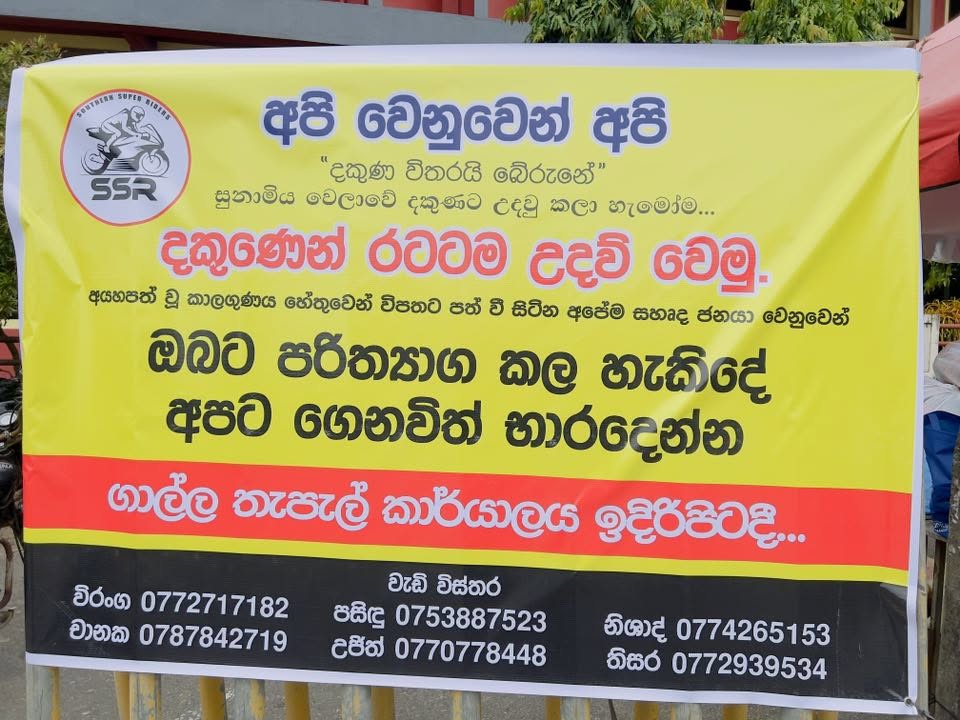 SOUTHERN SUPER RIDERS
SSR
අපි වෙනුවෙන් අපි
“දකුණ විතරයි බේරුනේ”
සුනාමිය වෙලාවේ දකුණට උදවු කලා හැමෝම...
දකුණෙන් රටටම උදව් වෙමු.
අයහපත් වූ කාලගුණය හේතුවෙන් විපතට පත් වී සිටින අපේම සහෘද ජනයා වෙනුවෙන්
ඔබට පරිත්‍යාග කල හැකිදේ
අපට ගෙනවිත් භාරදෙන්න
ගාල්ල තැපැල් කාර්යාලය ඉදිරිපිටදී...
වැඩි විස්තර
විරංග 0772717182 පසිඳු 0753887523 නිශාද් 0774265153
චානක 0787842719 උජිත් 0770778448 තිසර 0772939534